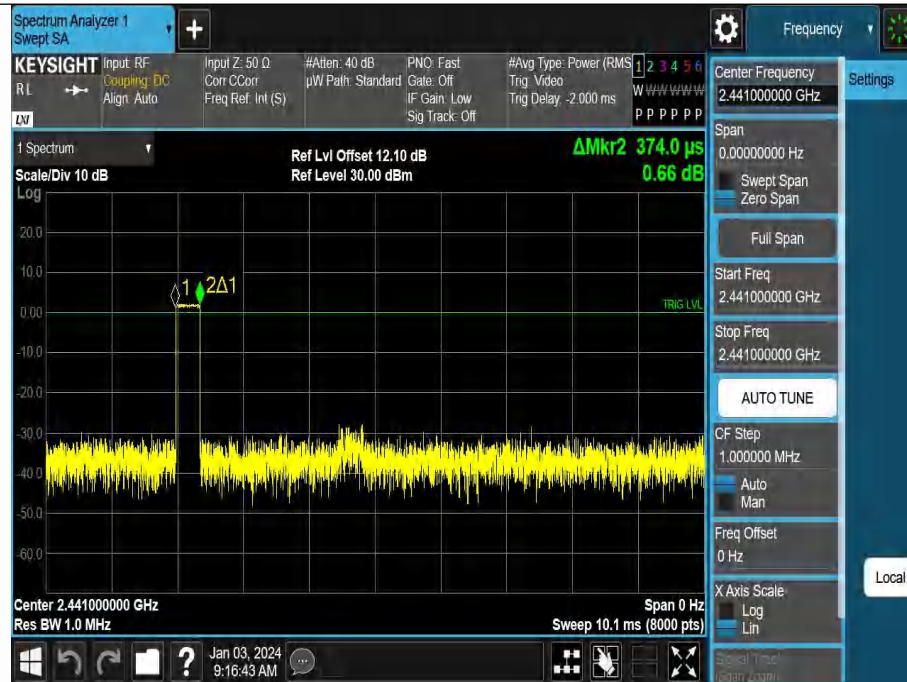 Spectrum Analyzer 1
Swept SA
+
Frequency
KEYSIGHT
RL
LXI
Input: RF
Coupling: DC
Align: Auto
Input Z: 50 Ω
Corr CCorr
Freq Ref: Int (S)
#Atten: 40 dB
µW Path: Standard
PNO: Fast
Gate: Off
IF Gain: Low
Sig Track: Off
#Avg Type: Power (RMS
Trig: Video
Trig Delay: -2.000 ms
1 2 3 4 5 6
W W W W W W
P P P P P P
1 Spectrum
Scale/Div 10 dB
Log
Ref Lvl Offset 12.10 dB
Ref Level 30.00 dBm
ΔMkr2 374.0 µs
0.66 dB
20.0
10.0
0.00
-10.0
-20.0
-30.0
-40.0
-50.0
-60.0
1
2Δ1
TRIG LVL
Center 2.441000000 GHz
Res BW 1.0 MHz
Span 0 Hz
Sweep 10.1 ms (8000 pts)
Center Frequency
2.441000000 GHz
Settings
Span
0.00000000 Hz
Swept Span
Zero Span
Full Span
Start Freq
2.441000000 GHz
Stop Freq
2.441000000 GHz
AUTO TUNE
CF Step
1.000000 MHz
Auto
Man
Freq Offset
0 Hz
X Axis Scale
Log
Lin
Signal Track
(Span Zoom)
Local
?
Jan 03, 2024
9:16:43 AM